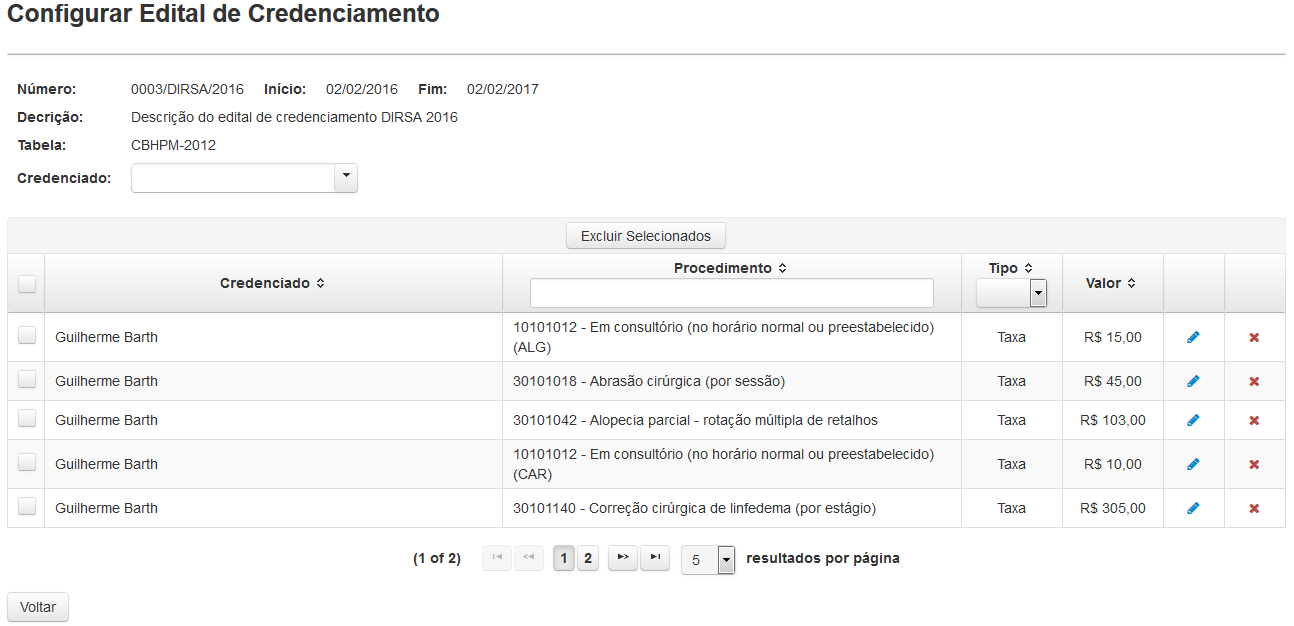 Configurar Edital de Credenciamento
Número: 0003/DIRSA/2016 Início: 02/02/2016 Fim: 02/02/2017
Decrição: Descrição do edital de credenciamento DIRSA 2016
Tabela: CBHPM-2012
Credenciado:
Excluir Selecionados
Credenciado Procedimento Tipo Valor
Guilherme Barth 10101012 - Em consultório (no horário normal ou preestabelecido)
(ALG) Taxa R$ 15,00
Guilherme Barth 30101018 - Abrasão cirúrgica (por sessão) Taxa R$ 45,00
Guilherme Barth 30101042 - Alopecia parcial - rotação múltipla de retalhos Taxa R$ 103,00
Guilherme Barth 10101012 - Em consultório (no horário normal ou preestabelecido)
(CAR) Taxa R$ 10,00
Guilherme Barth 30101140 - Correção cirúrgica de linfedema (por estágio) Taxa R$ 305,00
(1 of 2) 1 2 5 resultados por página
Voltar